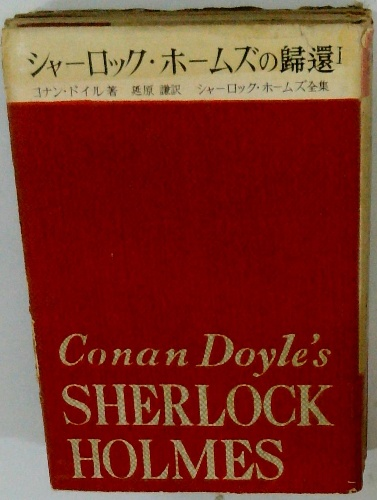 シャーロック・ホームズの歸還 I
コナン・ドイル著 延原 謙訳 シャーロック・ホームズ全集
Conan Doyle's
SHERLOCK
HOLMES